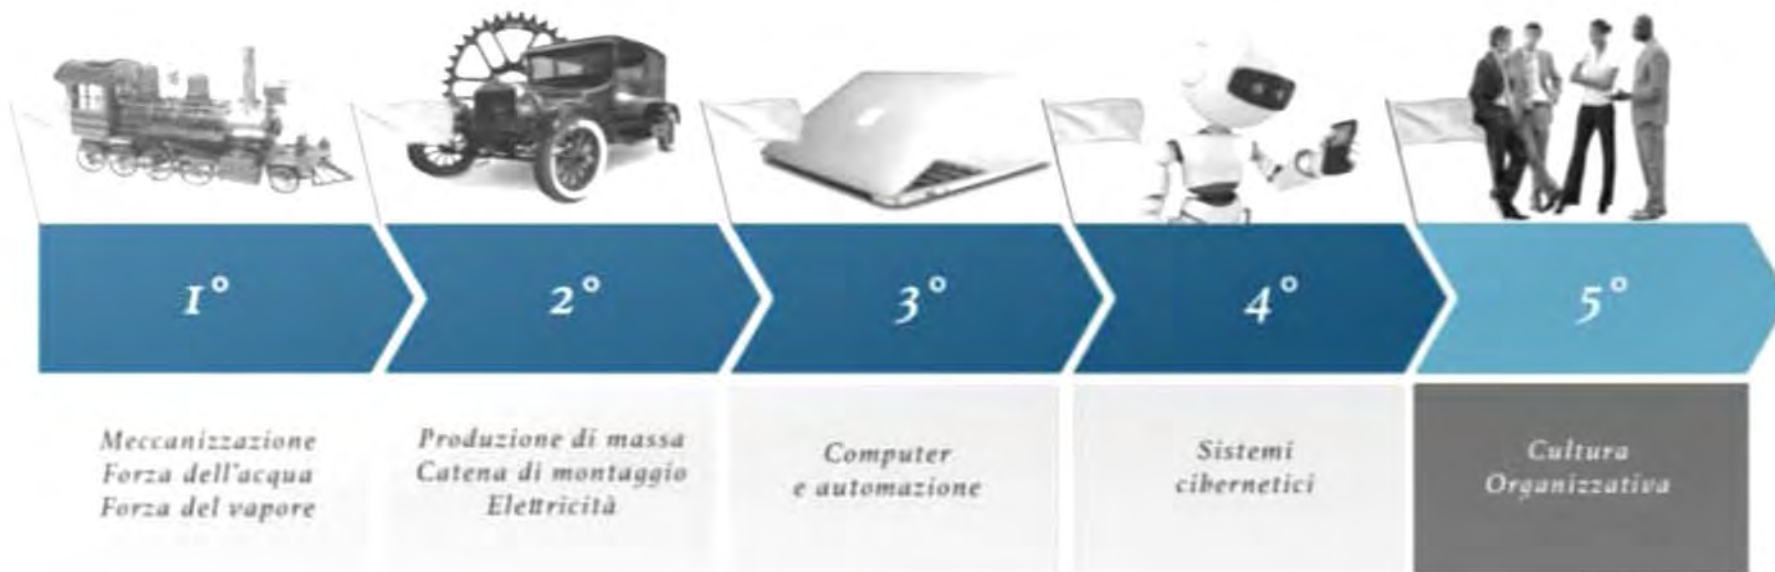 1°
2°
3°
4°
5°
Meccanizzazione
Forza dell'acqua
Forza del vapore
Produzione di massa
Catena di montaggio
Elettricità
Computer
e automazione
Sistemi
cibernetici
Cultura
Organizzativa